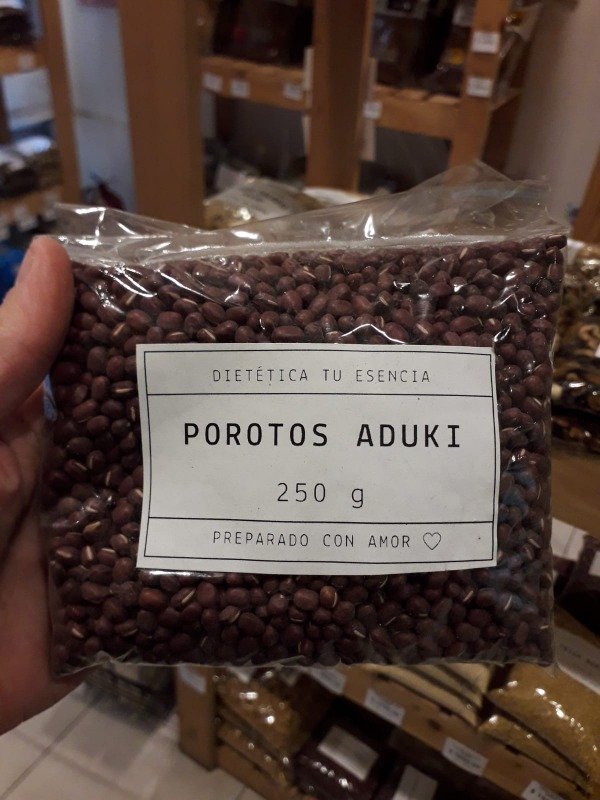 DIETÉTICA TU ESENCIA
POROTOS ADUKI
250 g
PREPARADO CON AMOR ♡